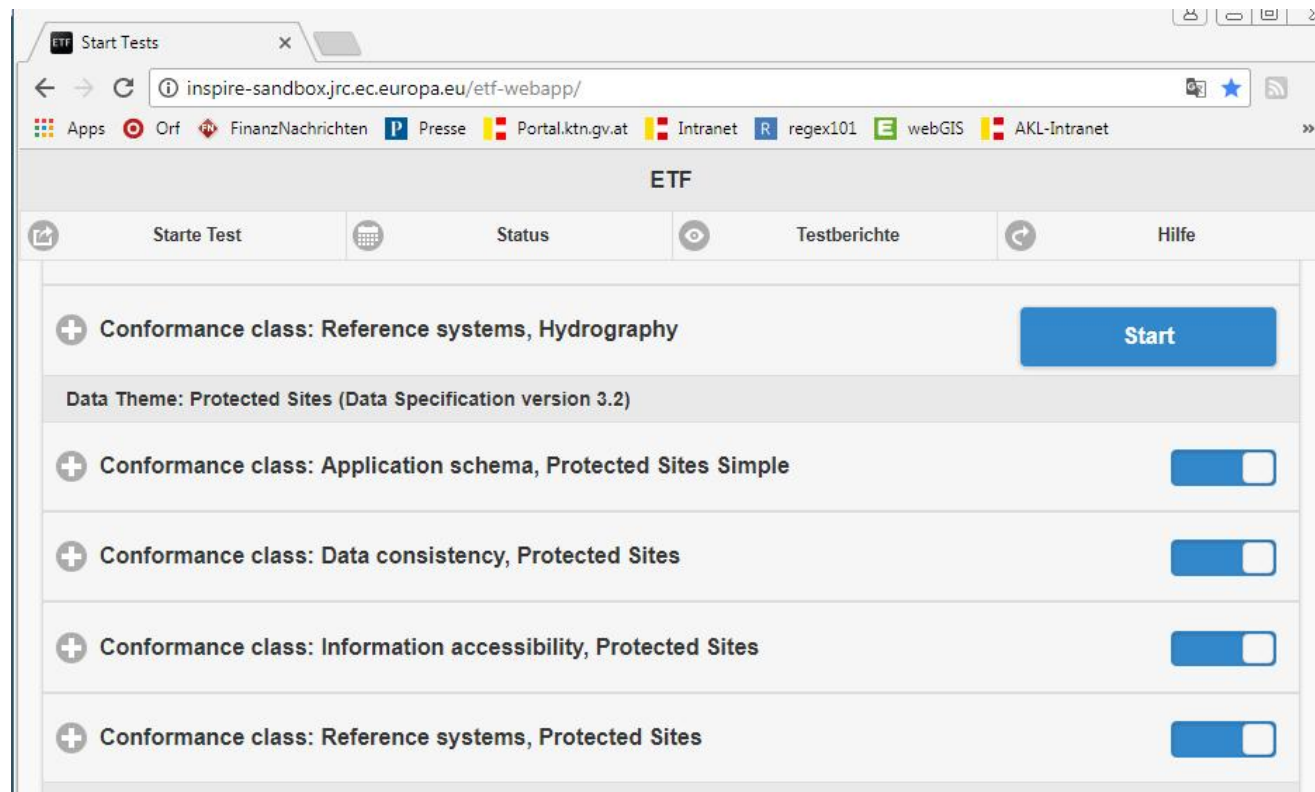 ETF Start Tests
inspire-sandbox.jrc.ec.europa.eu/etf-webapp/
Apps Orf FN FinanzNachrichten P Presse Portal.ktn.gv.at Intranet R regex101 E webGIS AKL-Intranet »
ETF
Starte Test Status Testberichte Hilfe
Conformance class: Reference systems, Hydrography Start
Data Theme: Protected Sites (Data Specification version 3.2)
Conformance class: Application schema, Protected Sites Simple
Conformance class: Data consistency, Protected Sites
Conformance class: Information accessibility, Protected Sites
Conformance class: Reference systems, Protected Sites